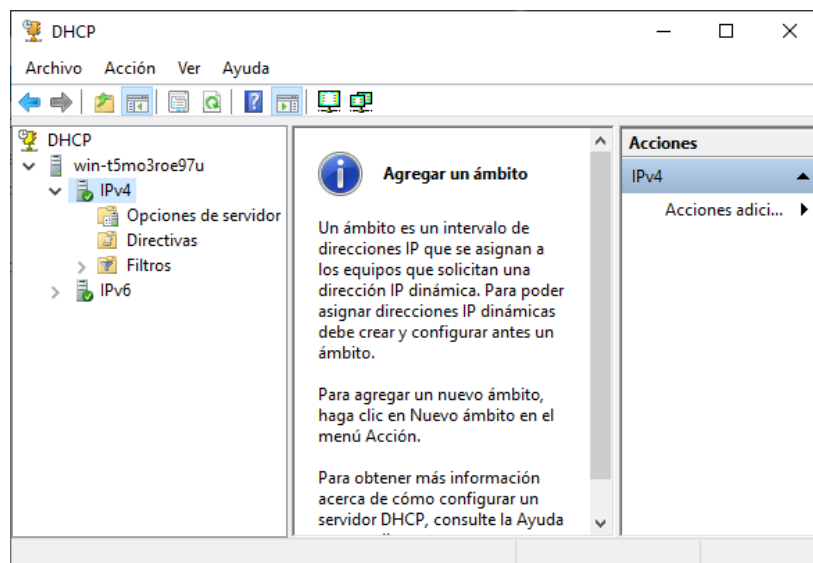 DHCP
Archivo Acción Ver Ayuda
DHCP
win-t5mo3roe97u
IPv4
Opciones de servidor
Directivas
Filtros
IPv6
Agregar un ámbito
Un ámbito es un intervalo de
direcciones IP que se asignan a
los equipos que solicitan una
dirección IP dinámica. Para poder
asignar direcciones IP dinámicas
debe crear y configurar antes un
ámbito.
Para agregar un nuevo ámbito,
haga clic en Nuevo ámbito en el
menú Acción.
Para obtener más información
acerca de cómo configurar un
servidor DHCP, consulte la Ayuda
Acciones
IPv4
Acciones adici...